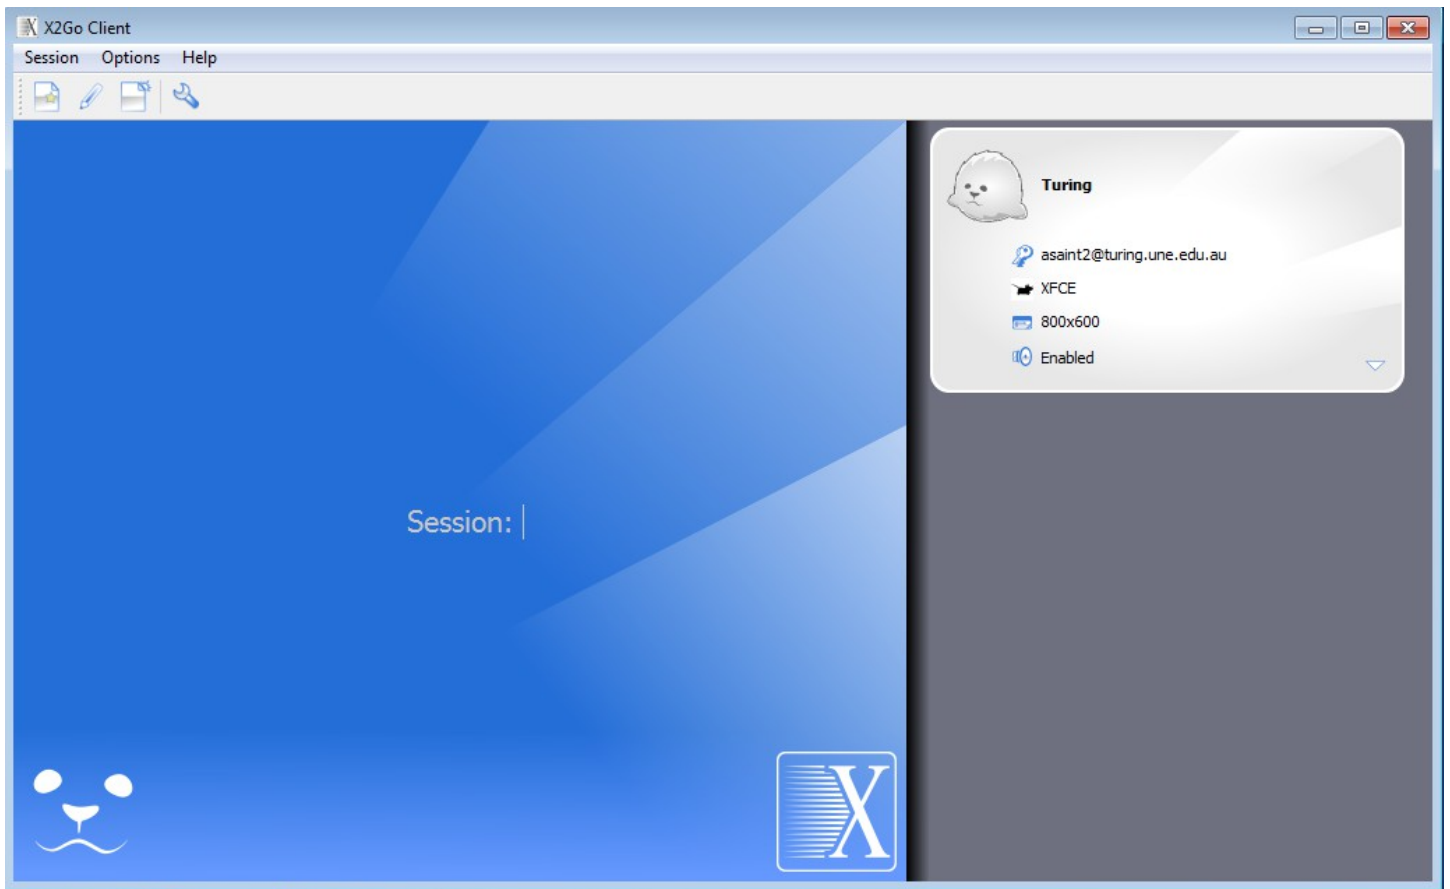 X2Go Client
Session Options Help
Turing
asaint2@turing.une.edu.au
XFCE
800x600
Enabled
Session:
X